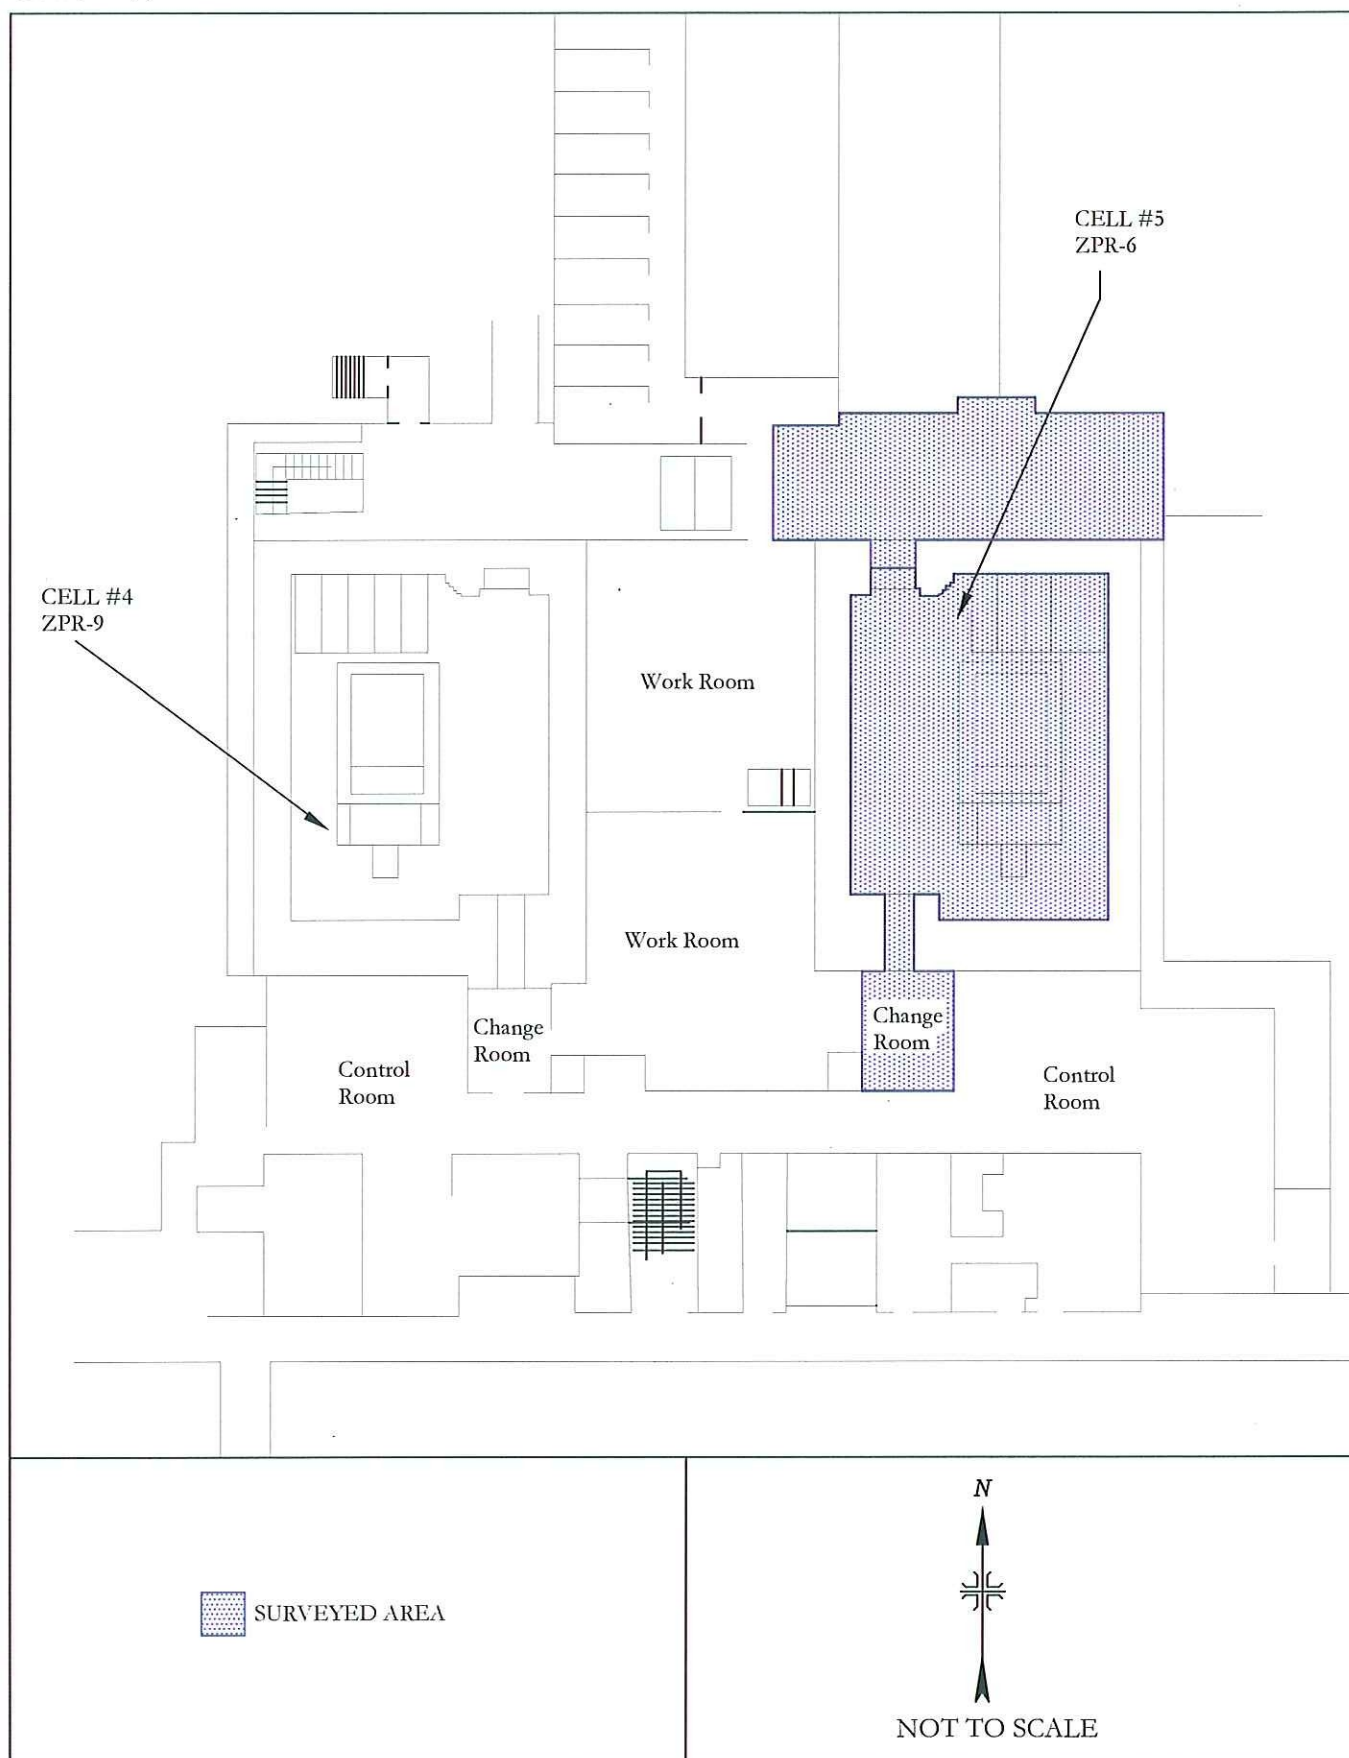 CELL #5
ZPR-6
CELL #4
ZPR-9
Work Room
Work Room
Change
Room
Change
Room
Control
Room
Control
Room
N
SURVEYED AREA
NOT TO SCALE